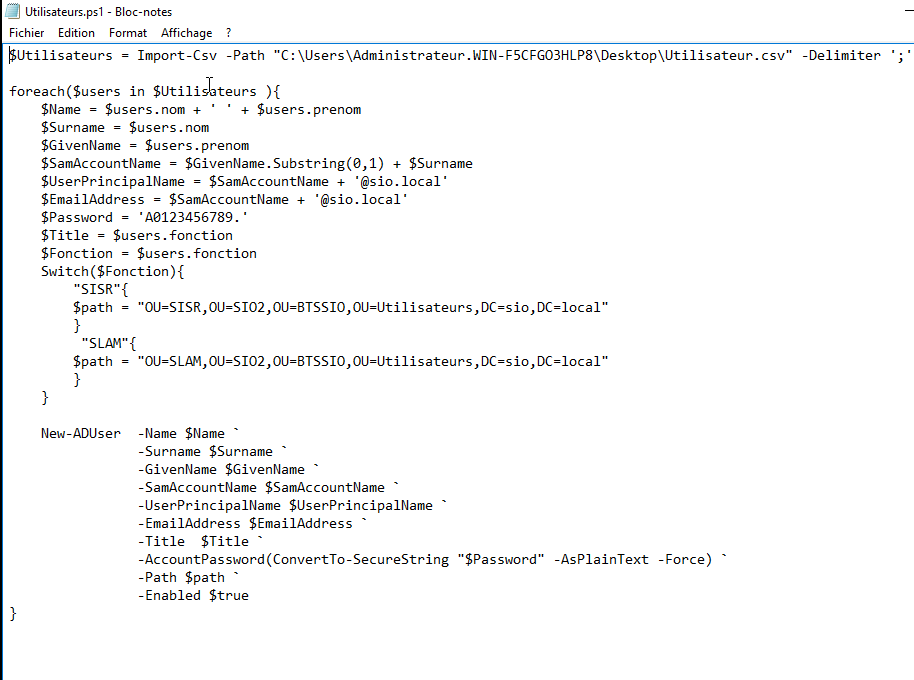 Utilisateurs.ps1 - Bloc-notes
Fichier Edition Format Affichage ?
$Utilisateurs = Import-Csv -Path "C:\Users\Administrateur.WIN-F5CFGO3HLP8\Desktop\Utilisateur.csv" -Delimiter ';'
foreach($users in $Utilisateurs ){
$Name = $users.nom + ' ' + $users.prenom
$Surname = $users.nom
$GivenName = $users.prenom
$SamAccountName = $GivenName.Substring(0,1) + $Surname
$UserPrincipalName = $SamAccountName + '@sio.local'
$EmailAddress = $SamAccountName + '@sio.local'
$Password = 'A0123456789.'
$Title = $users.fonction
$Fonction = $users.fonction
Switch($Fonction){
"SISR"{
$path = "OU=SISR,OU=SIO2,OU=BTSSIO,OU=Utilisateurs,DC=sio,DC=local"
}
"SLAM"{
$path = "OU=SLAM,OU=SIO2,OU=BTSSIO,OU=Utilisateurs,DC=sio,DC=local"
}
}
New-ADUser -Name $Name `
-Surname $Surname `
-GivenName $GivenName `
-SamAccountName $SamAccountName `
-UserPrincipalName $UserPrincipalName `
-EmailAddress $EmailAddress `
-Title $Title `
-AccountPassword(ConvertTo-SecureString "$Password" -AsPlainText -Force) `
-Path $path `
-Enabled $true
}